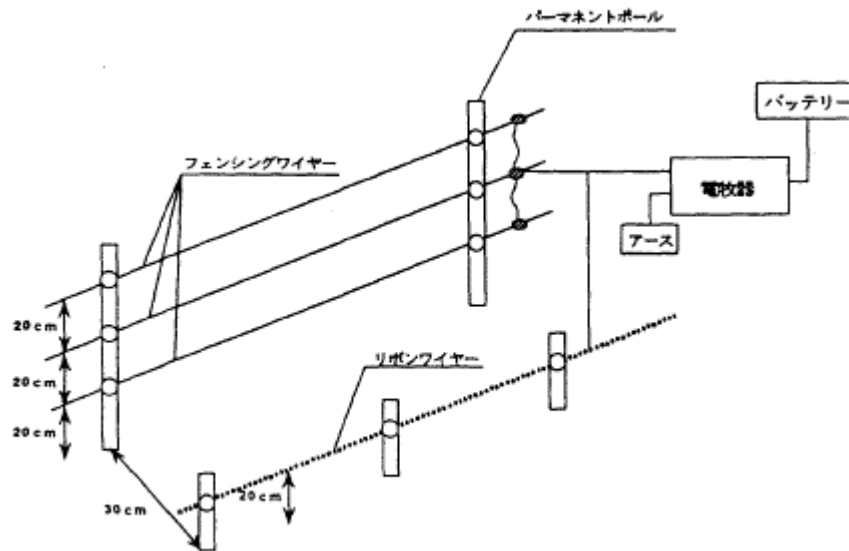 パーマネントポール
バッテリー
フェンシングワイヤー
電牧器
アース
20cm
20cm
20cm
リボンワイヤー
30cm
20cm